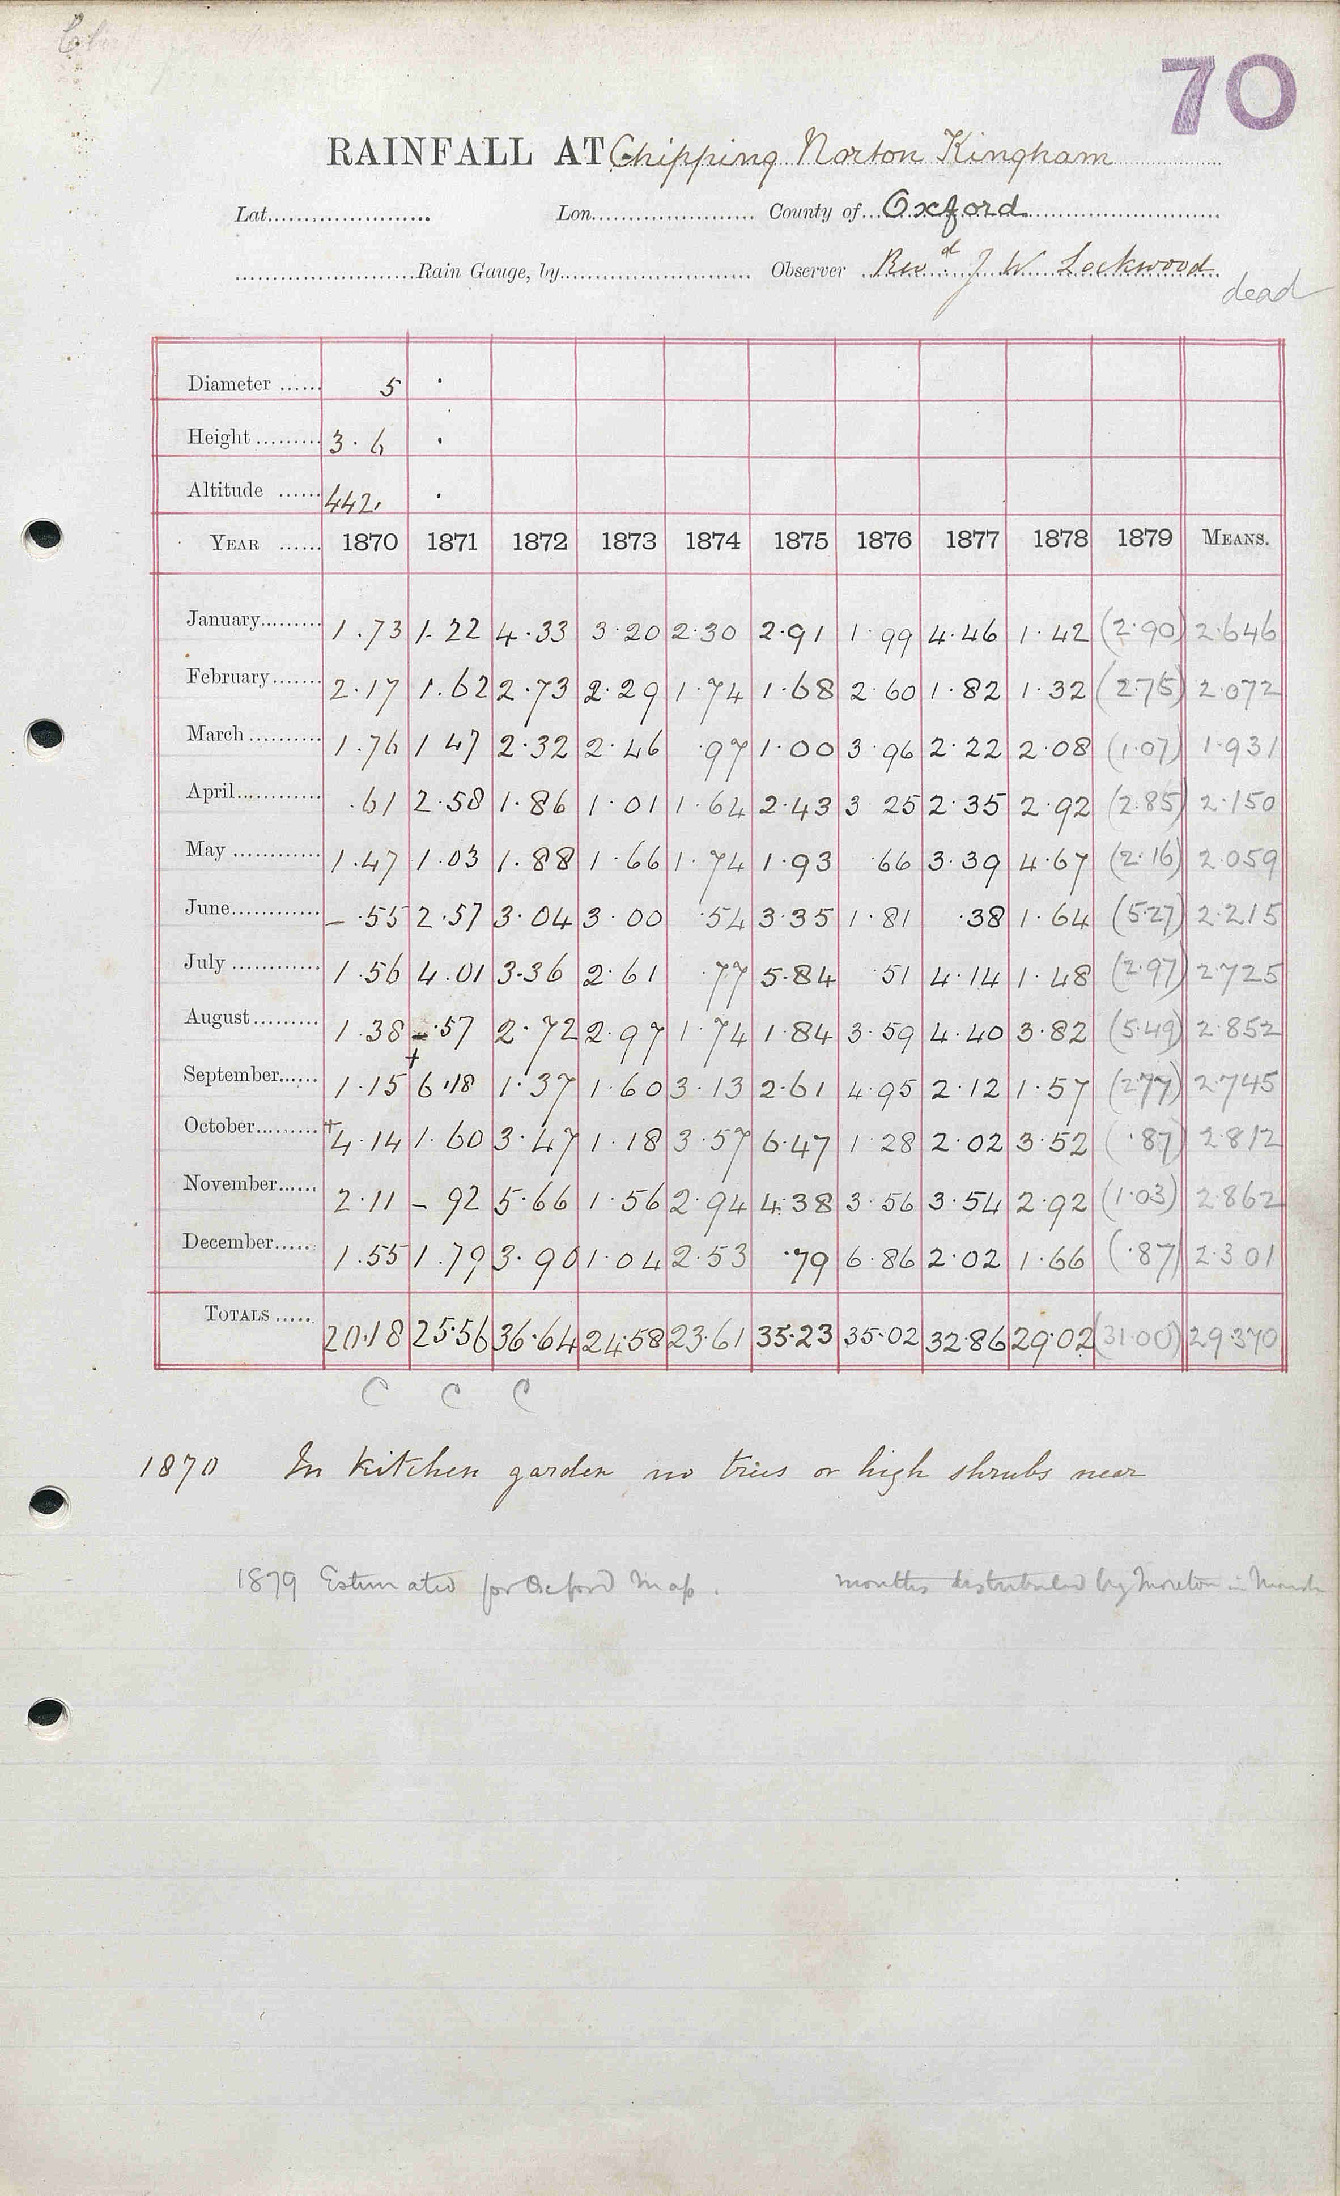 70
RAINFALL AT Chipping Norton Kingham
Lat. Lon. County of Oxford
Rain Gauge, by Observer Revd J W Lockwood
dead
Diameter 5 .
Height 3.6 .
Altitude 442. .
YEAR 1870 1871 1872 1873 1874 1875 1876 1877 1878 1879 MEANS.
January 1.73 1.22 4.33 3.20 2.30 2.91 1.99 4.46 1.42 (2.90) 2.646
February 2.17 1.62 2.73 2.29 1.74 1.68 2.60 1.82 1.32 (2.75) 2.072
March 1.76 1.47 2.32 2.46 .97 1.00 3.96 2.22 2.08 (1.07) 1.931
April .61 2.58 1.86 1.01 1.64 2.43 3.25 2.35 2.92 (2.85) 2.150
May 1.47 1.03 1.88 1.66 1.74 1.93 .66 3.39 4.67 (2.16) 2.059
June – .55 2.57 3.04 3.00 .54 3.35 1.81 .38 1.64 (5.27) 2.215
July 1.56 4.01 3.36 2.61 .77 5.84 .51 4.14 1.48 (2.97) 2.725
August 1.38 – .57 2.72 2.97 1.74 1.84 3.59 4.40 3.82 (5.49) 2.852
September 1.15 + 6.18 1.37 1.60 3.13 2.61 4.95 2.12 1.57 (2.77) 2.745
October + 4.14 1.60 3.47 1.18 3.57 6.47 1.28 2.02 3.52 (.87) 2.812
November 2.11 – 92 5.66 1.56 2.94 4.38 3.56 3.54 2.92 (1.03) 2.862
December 1.55 1.79 3.90 1.04 2.53 .79 6.86 2.02 1.66 (.87) 2.301
TOTALS 20.18 25.56 36.64 24.58 23.61 35.23 35.02 32.86 29.02 (31.00) 29.370
C C C
1870 In kitchen garden no trees or high shrubs near
1879 Estimated for Oxford Map. months distributed by Moreton in Marsh